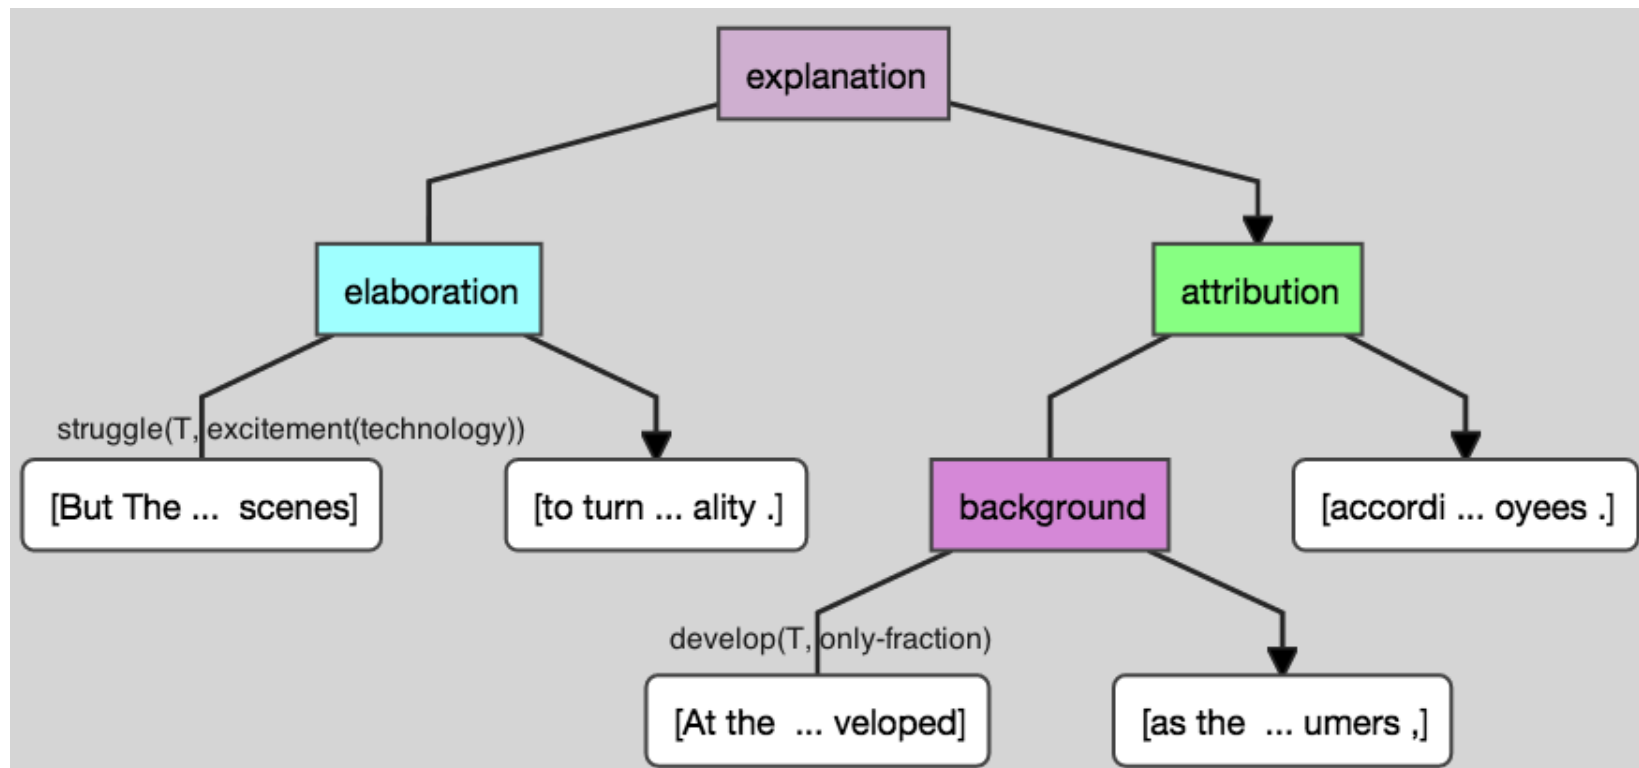 explanation
elaboration
attribution
struggle(T, excitement(technology))
[But The ... scenes]
[to turn ... ality .]
background
[accordi ... oyees .]
develop(T, only-fraction)
[At the ... veloped]
[as the ... umers ,]